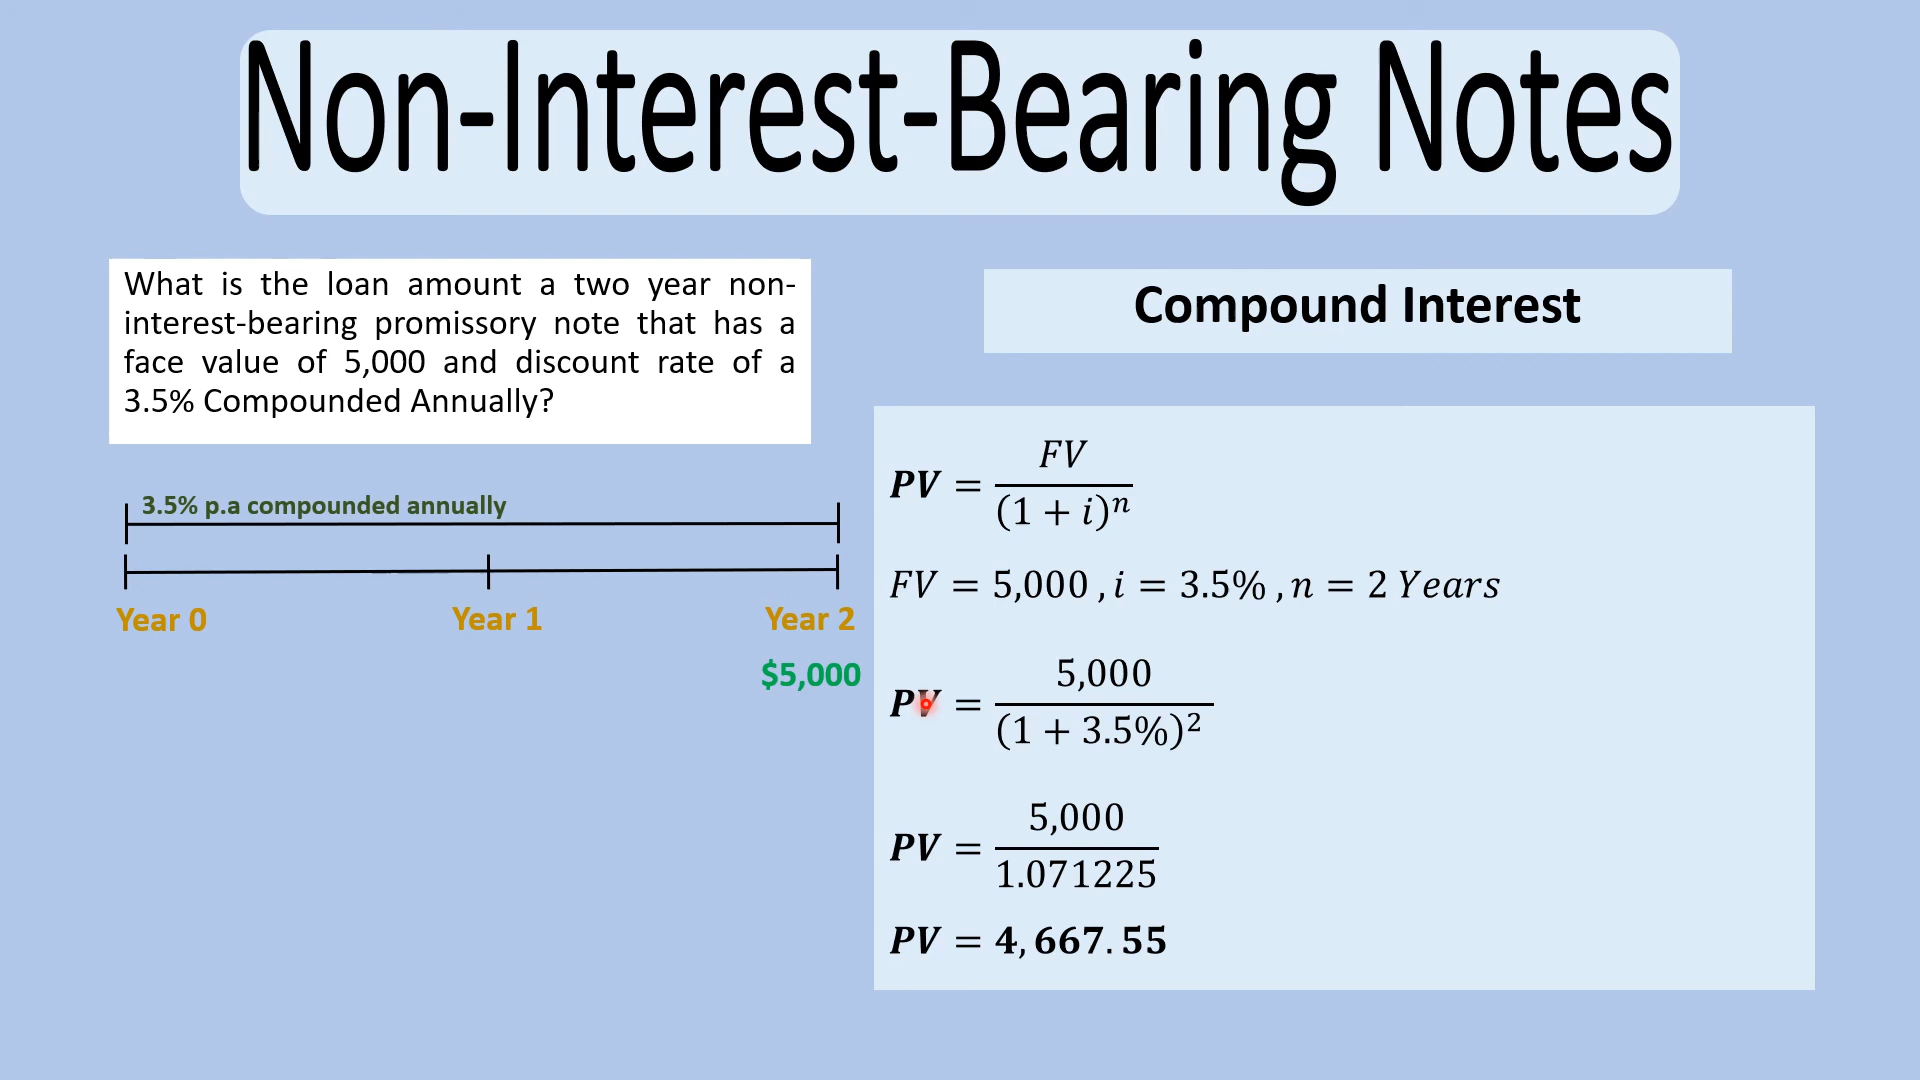 Non-Interest-Bearing Notes
What is the loan amount a two year non-
interest-bearing promissory note that has a
face value of 5,000 and discount rate of a
3.5% Compounded Annually?
3.5% p.a compounded annually
Year 0 Year 1 Year 2
$5,000
Compound Interest
PV = FV / (1 + i)^n
FV = 5,000 , i = 3.5% , n = 2 Years
PV = 5,000 / (1 + 3.5%)²
PV = 5,000 / 1.071225
PV = 4,667.55